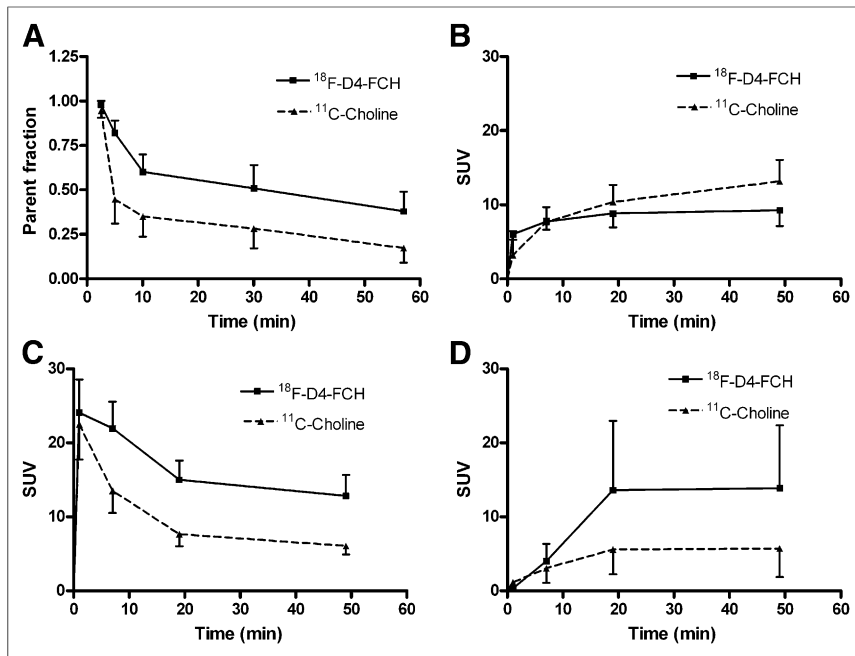 A
1.25
1.00
0.75
0.50
0.25
0.00
Parent fraction
¹⁸F-D4-FCH
¹¹C-Choline
0 10 20 30 40 50 60
Time (min)
B
30
20
10
0
SUV
¹⁸F-D4-FCH
¹¹C-Choline
0 10 20 30 40 50 60
Time (min)
C
30
20
10
0
SUV
¹⁸F-D4-FCH
¹¹C-Choline
0 10 20 30 40 50 60
Time (min)
D
30
20
10
0
SUV
¹⁸F-D4-FCH
¹¹C-Choline
0 10 20 30 40 50 60
Time (min)